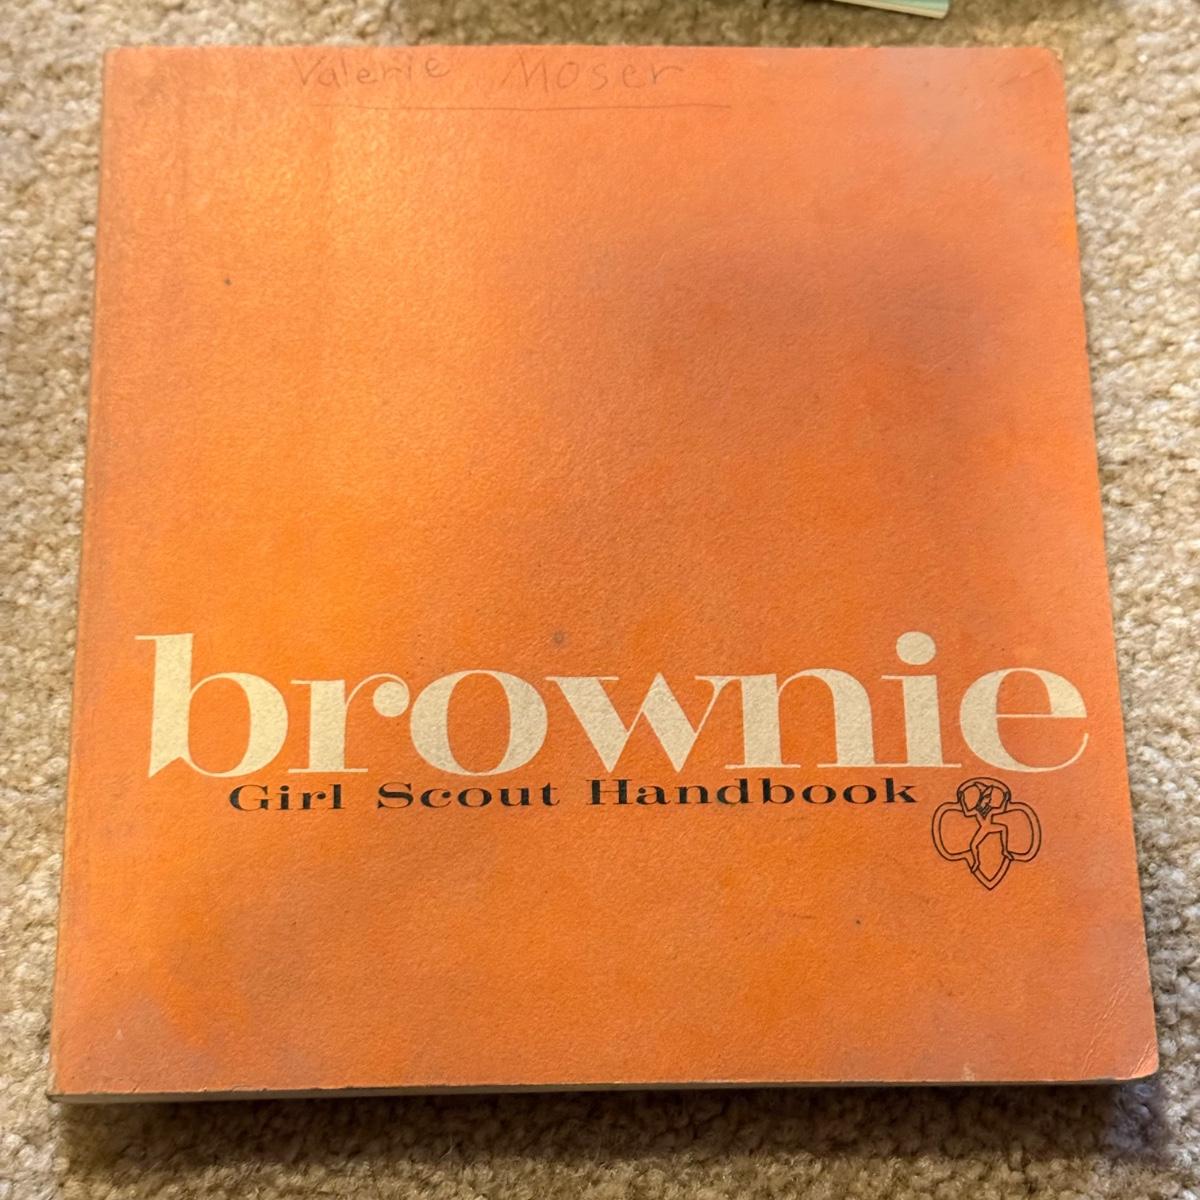 Valerie Moser
brownie
Girl Scout Handbook